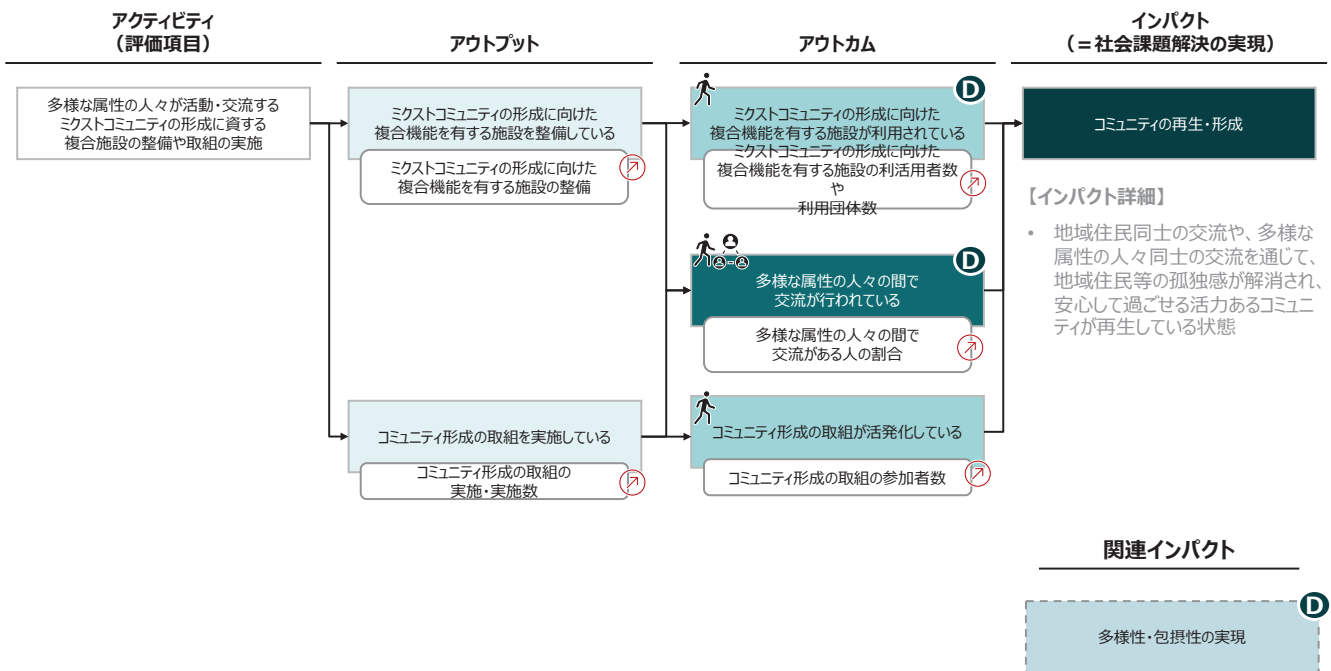 アクティビティ
（評価項目）
アウトプット
アウトカム
インパクト
（＝社会課題解決の実現）
多様な属性の人々が活動・交流する
ミクストコミュニティの形成に資する
複合施設の整備や取組の実施
ミクストコミュニティの形成に向けた
複合機能を有する施設を整備している
ミクストコミュニティの形成に向けた
複合機能を有する施設の整備
D
ミクストコミュニティの形成に向けた
複合機能を有する施設が利用されている
ミクストコミュニティの形成に向けた
複合機能を有する施設の利活用者数
や
利用団体数
コミュニティの再生・形成
【インパクト詳細】
• 地域住民同士の交流や、多様な
属性の人々同士の交流を通じて、
地域住民等の孤独感が解消され、
安心して過ごせる活力あるコミュニ
ティが再生している状態
D
多様な属性の人々の間で
交流が行われている
多様な属性の人々の間で
交流がある人の割合
コミュニティ形成の取組を実施している
コミュニティ形成の取組の
実施・実施数
コミュニティ形成の取組が活発化している
コミュニティ形成の取組の参加者数
関連インパクト
D
多様性・包摂性の実現